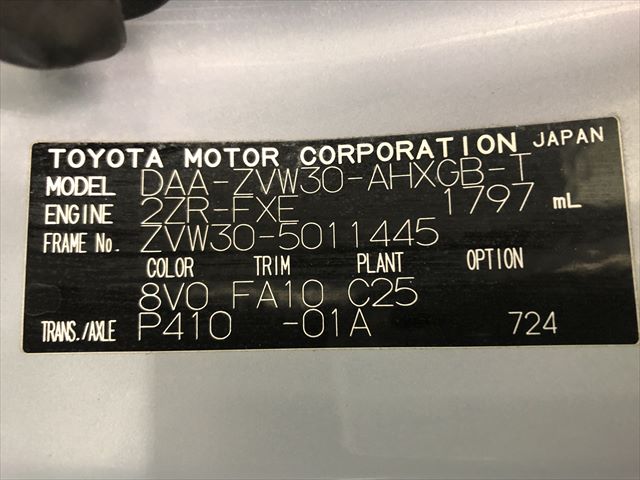 TOYOTA MOTOR CORPORATION JAPAN
MODEL DAA-ZVW30-AHXGB-T
ENGINE 2ZR-FXE 1797 mL
FRAME No. ZVW30-5011445
COLOR TRIM PLANT OPTION
8V0 FA10 C25
TRANS./AXLE P410 -01A 724